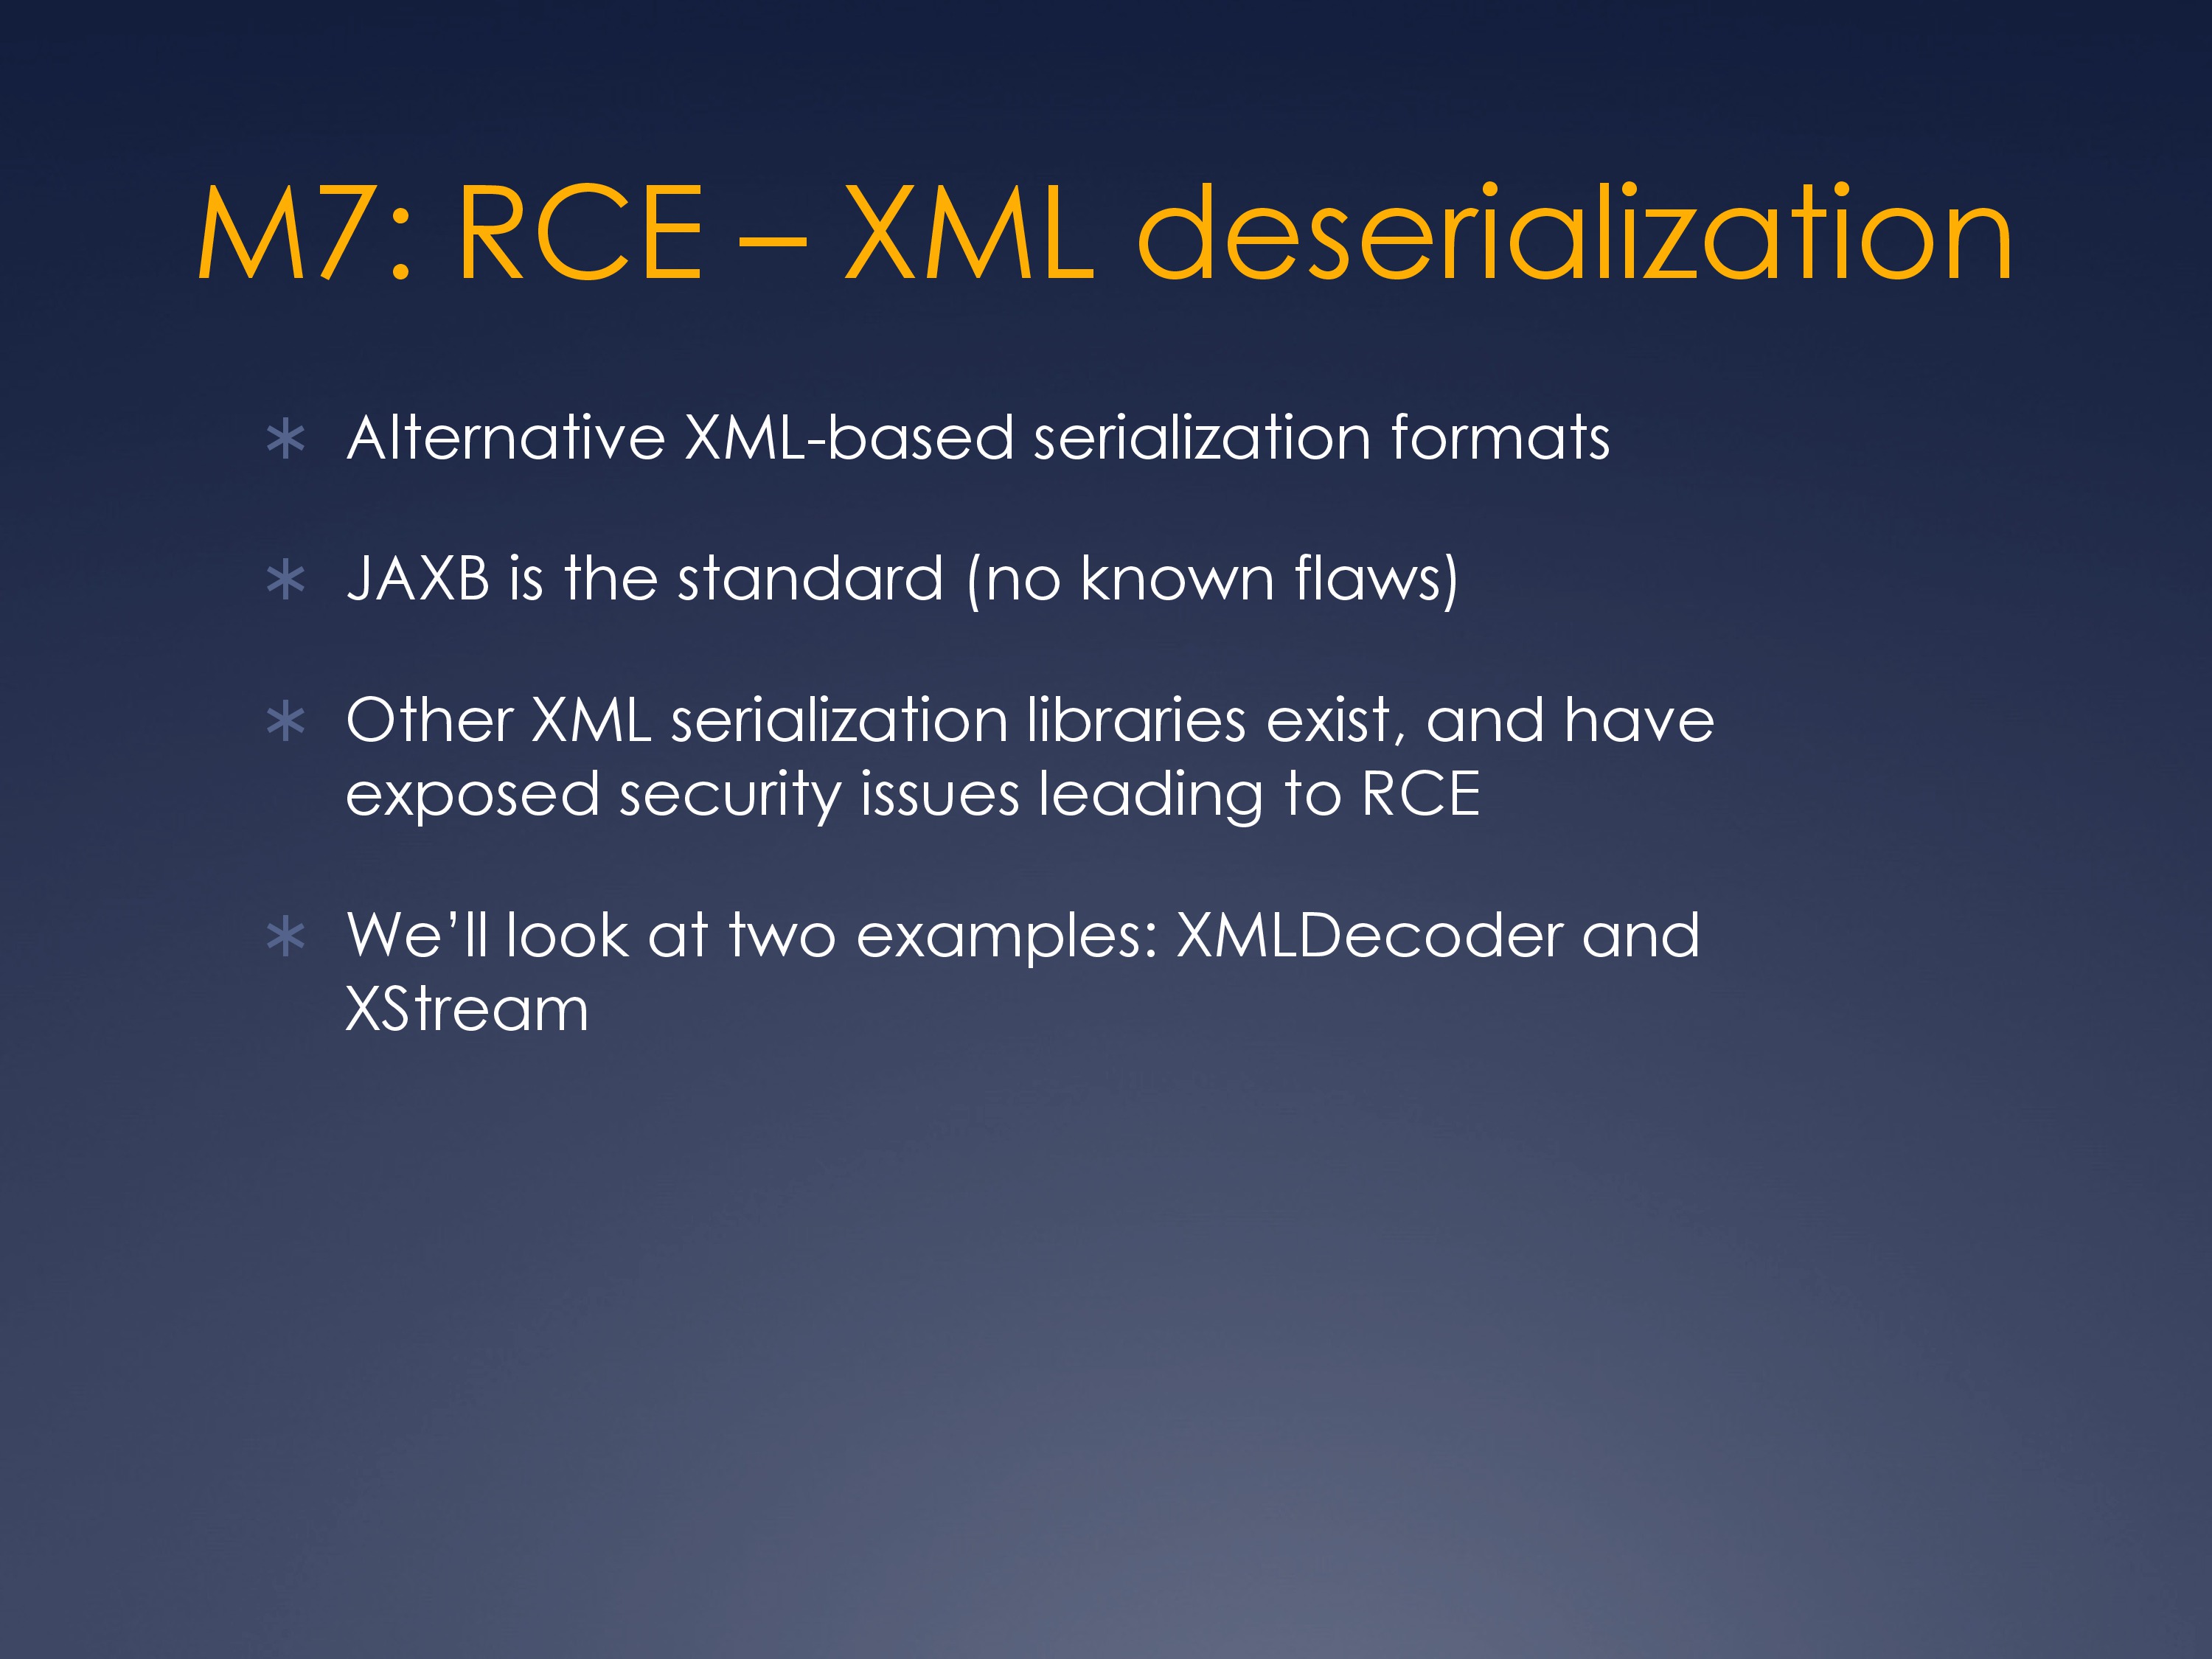 M7: RCE – XML deserialization
* Alternative XML-based serialization formats
* JAXB is the standard (no known flaws)
* Other XML serialization libraries exist, and have
exposed security issues leading to RCE
* We’ll look at two examples: XMLDecoder and
XStream